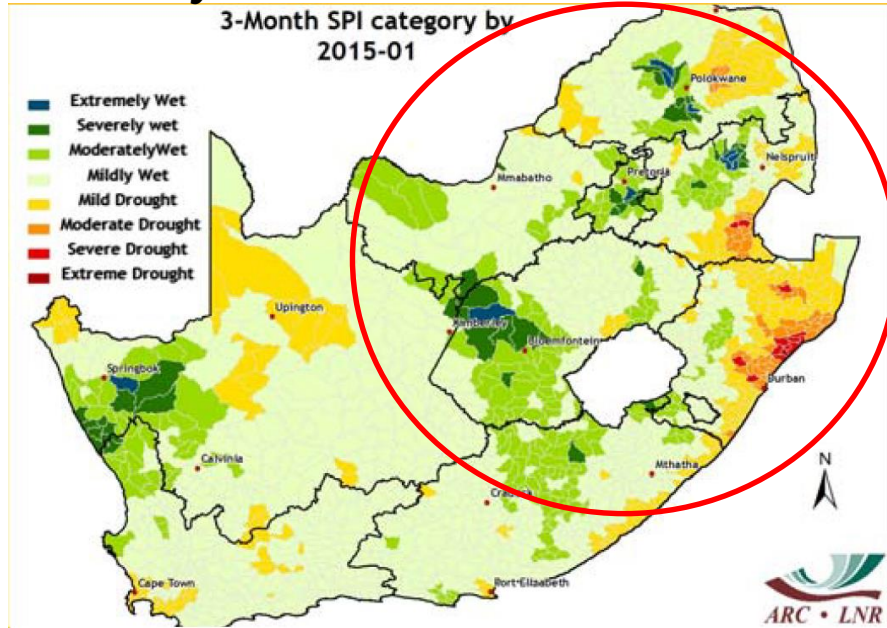 3-Month SPI category by
2015-01
Extremely Wet
Severely wet
ModeratelyWet
Mildly Wet
Mild Drought
Moderate Drought
Severe Drought
Extreme Drought
Polokwane
Nelspruit
Pretoria
Mmabatho
Upington
Kimberley
Bloemfontein
Springbok
Durban
Calvinia
Mthatha
N
Cradock
Cape Town
Port Elizabeth
ARC • LNR